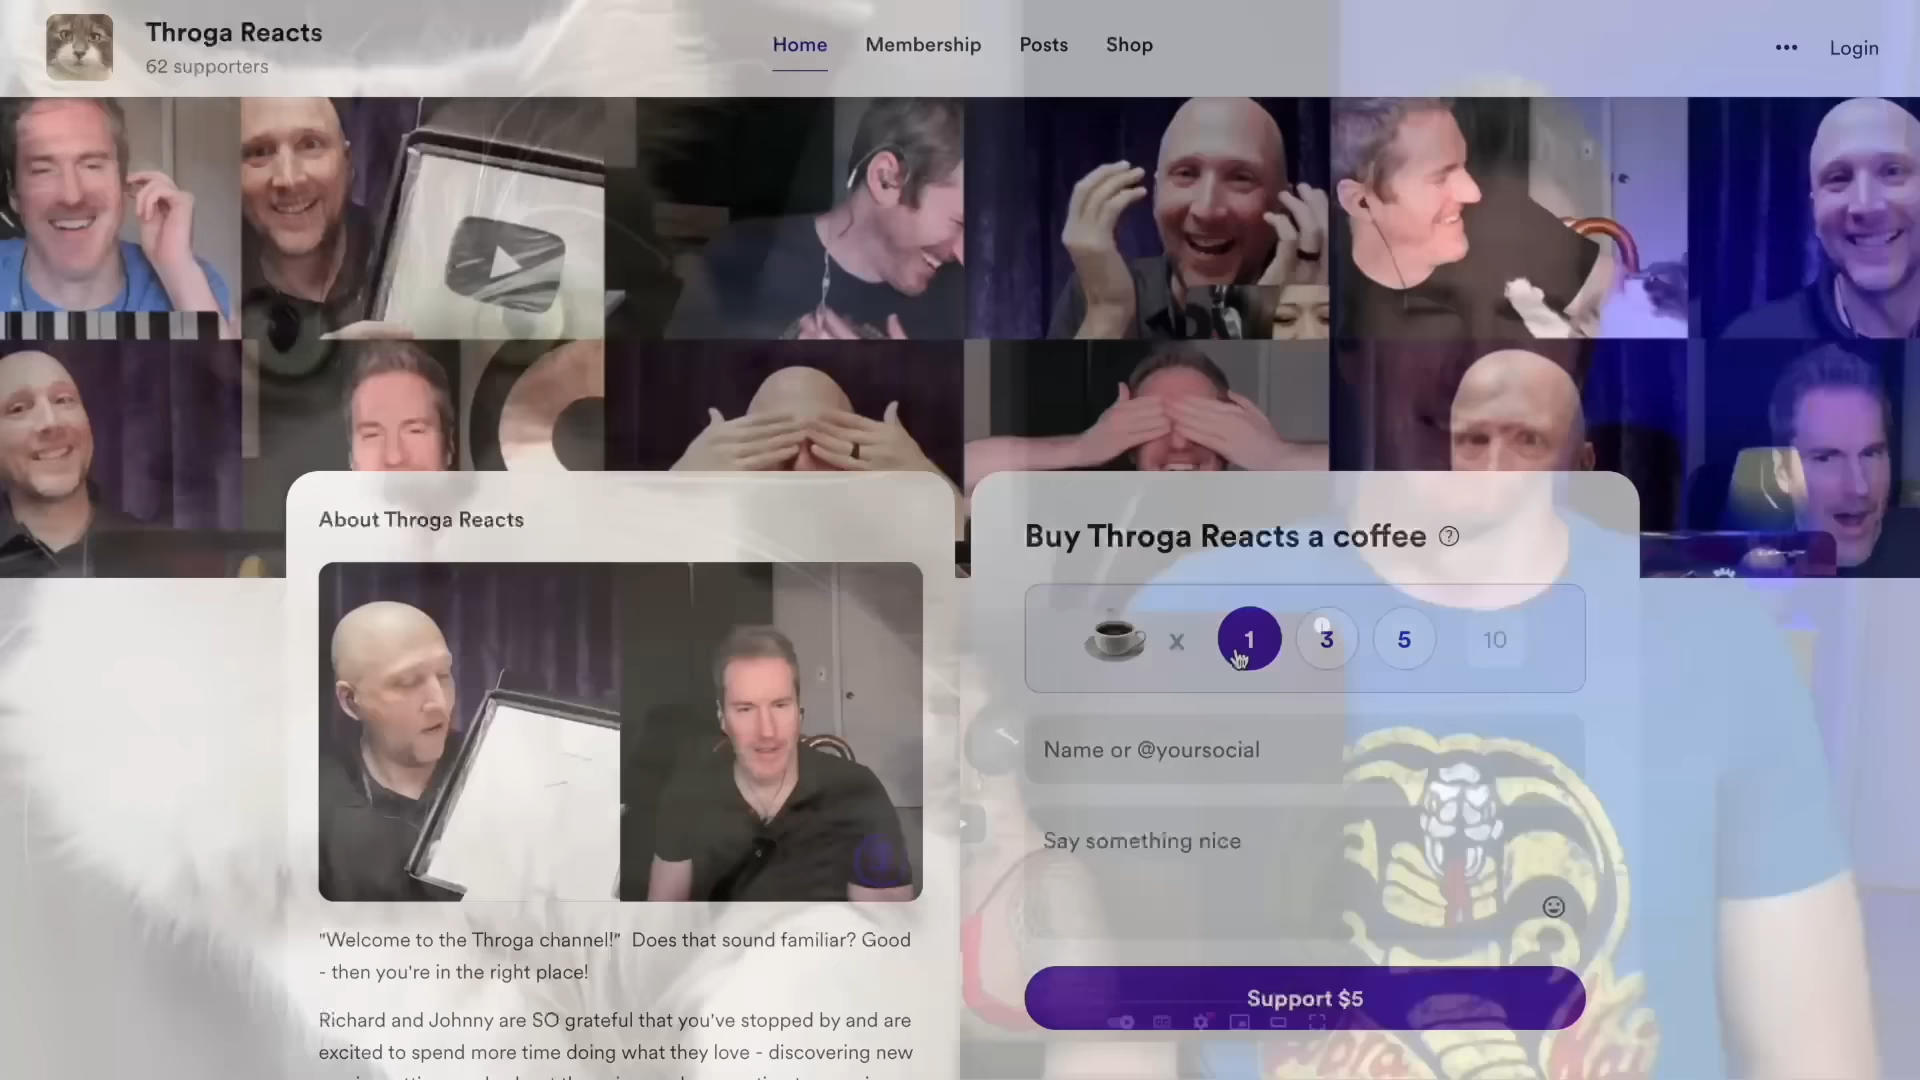 Throga Reacts
62 supporters
Home
Membership
Posts
Shop
Login
About Throga Reacts
"Welcome to the Throga channel!" Does that sound familiar? Good
- then you're in the right place!
Richard and Johnny are SO grateful that you've stopped by and are
excited to spend more time doing what they love - discovering new
Buy Throga Reacts a coffee
x
1
3
5
10
Name or @yoursocial
Say something nice
Support $5
Cobra Kai